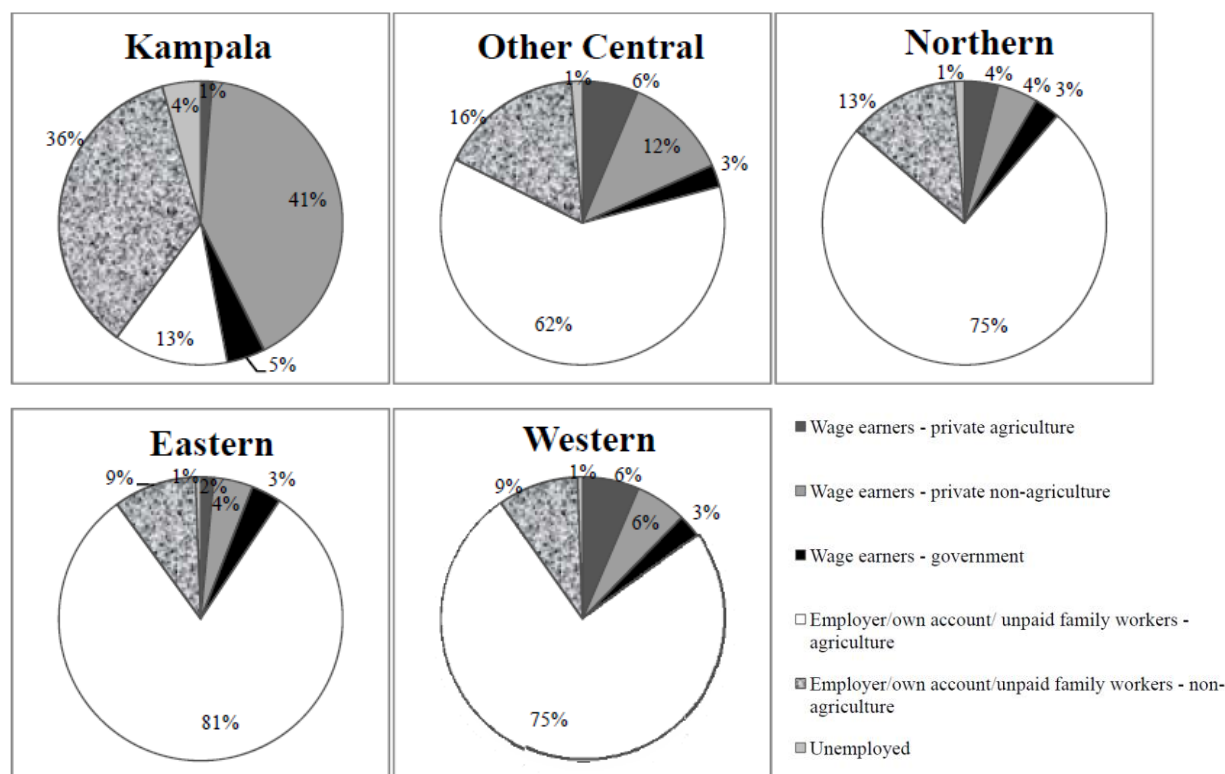 Kampala
1%
41%
5%
13%
36%
4%
Other Central
6%
12%
3%
62%
16%
1%
Northern
4%
4%
3%
75%
13%
1%
Eastern
2%
4%
3%
81%
9%
1%
Western
6%
6%
3%
75%
9%
1%
Wage earners - private agriculture
Wage earners - private non-agriculture
Wage earners - government
Employer/own account/ unpaid family workers -
agriculture
Employer/own account/unpaid family workers - non-
agriculture
Unemployed